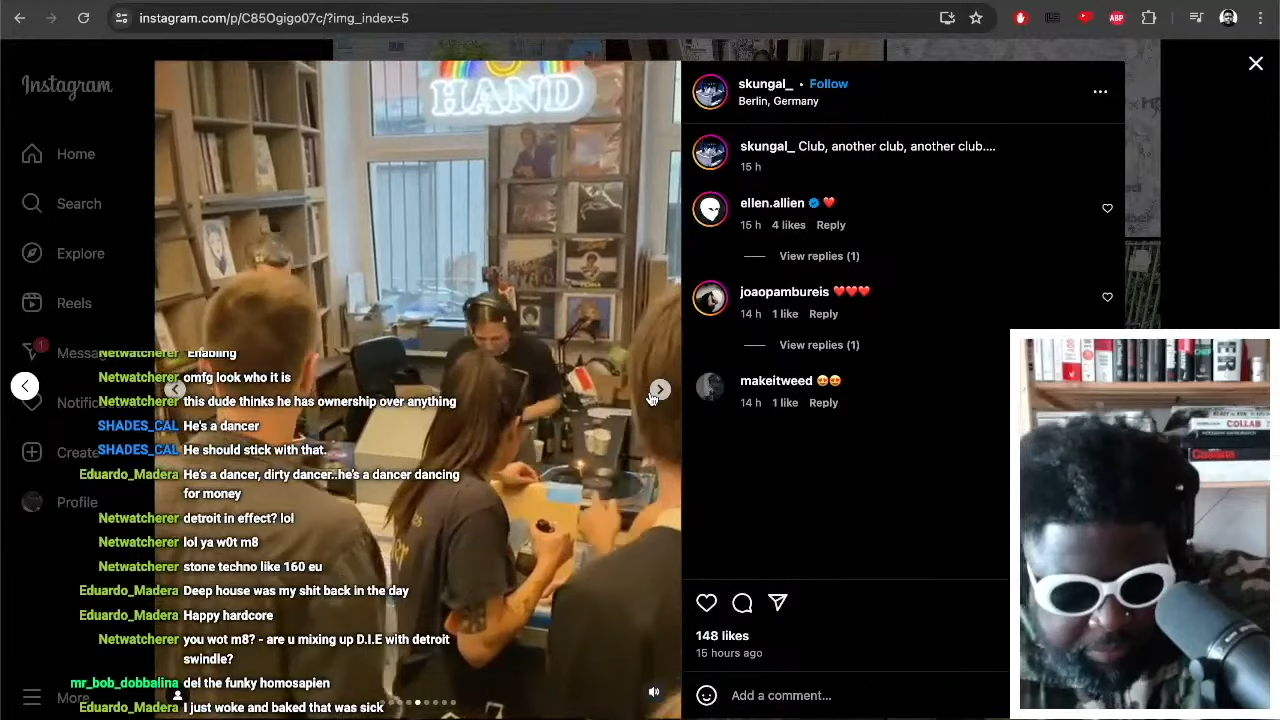 instagram.com/p/C85Ogigo07c/?img_index=5
ABP
Instagram
Home
Search
Explore
Reels
1
Messa
Notific
Create
Profile
More
HAND
Netwatcherer Enabling
Netwatcherer omfg look who it is
Netwatcherer this dude thinks he has ownership over anything
SHADES_CAL He's a dancer
SHADES_CAL He should stick with that.
Eduardo_Madera He's a dancer, dirty dancer..he's a dancer dancing
for money
Netwatcherer detroit in effect? lol
Netwatcherer lol ya w0t m8
Netwatcherer stone techno like 160 eu
Eduardo_Madera Deep house was my shit back in the day
Eduardo_Madera Happy hardcore
Netwatcherer you wot m8? - are u mixing up D.I.E with detroit
swindle?
mr_bob_dobbalina del the funky homosapien
Eduardo_Madera I just woke and baked that was sick
skungal_ • Follow
Berlin, Germany
skungal_ Club, another club, another club....
15 h
ellen.allien
15 h 4 likes Reply
View replies (1)
joaopambureis
14 h 1 like Reply
View replies (1)
makeitweed
14 h 1 like Reply
148 likes
15 hours ago
Add a comment...
COLLAB